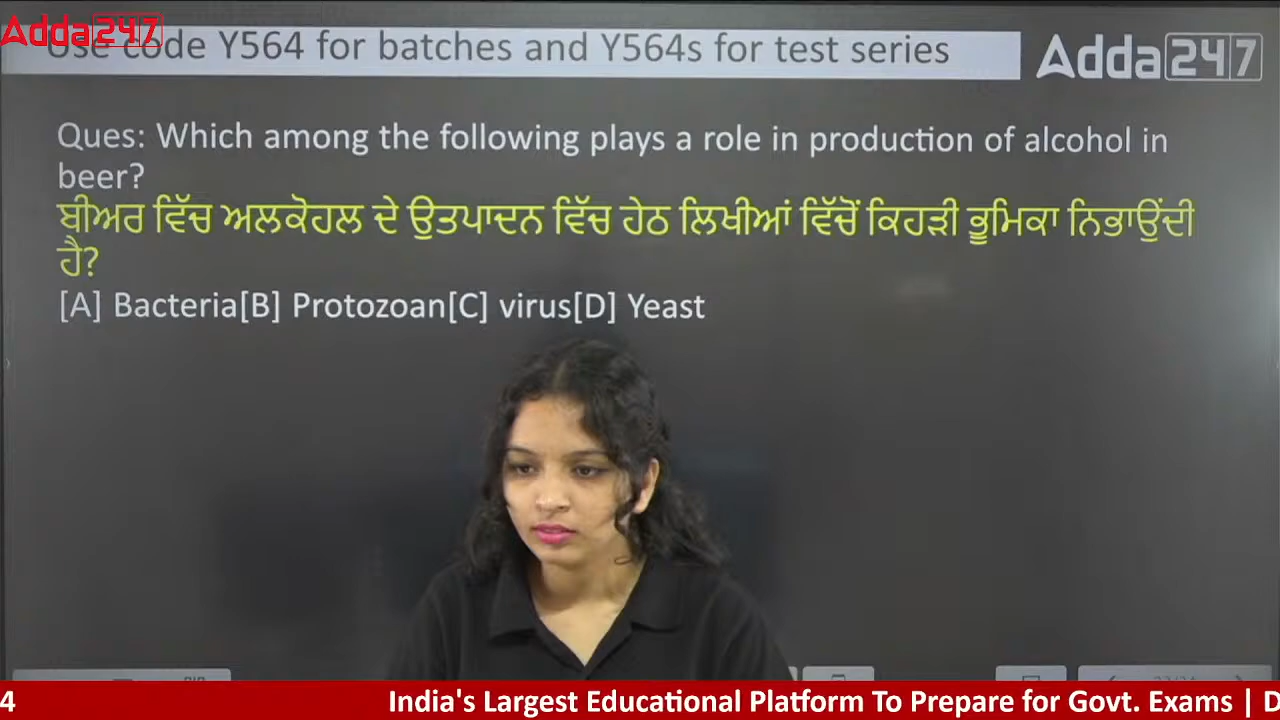 Adda247
Use code Y564 for batches and Y564s for test series
Adda247
Ques: Which among the following plays a role in production of alcohol in
beer?
ਬੀਅਰ ਵਿੱਚ ਅਲਕੋਹਲ ਦੇ ਉਤਪਾਦਨ ਵਿੱਚ ਹੇਠ ਲਿਖੀਆਂ ਵਿੱਚੋਂ ਕਿਹੜੀ ਭੂਮਿਕਾ ਨਿਭਾਉਂਦੀ
ਹੈ?
[A] Bacteria[B] Protozoan[C] virus[D] Yeast
4 India's Largest Educational Platform To Prepare for Govt. Exams | D